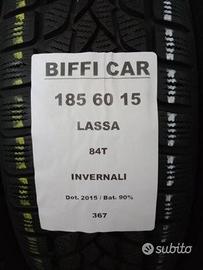 BIFFI CAR
185 60 15
LASSA
84T
INVERNALI
Dot. 2015 / Bat. 90%
367
subito